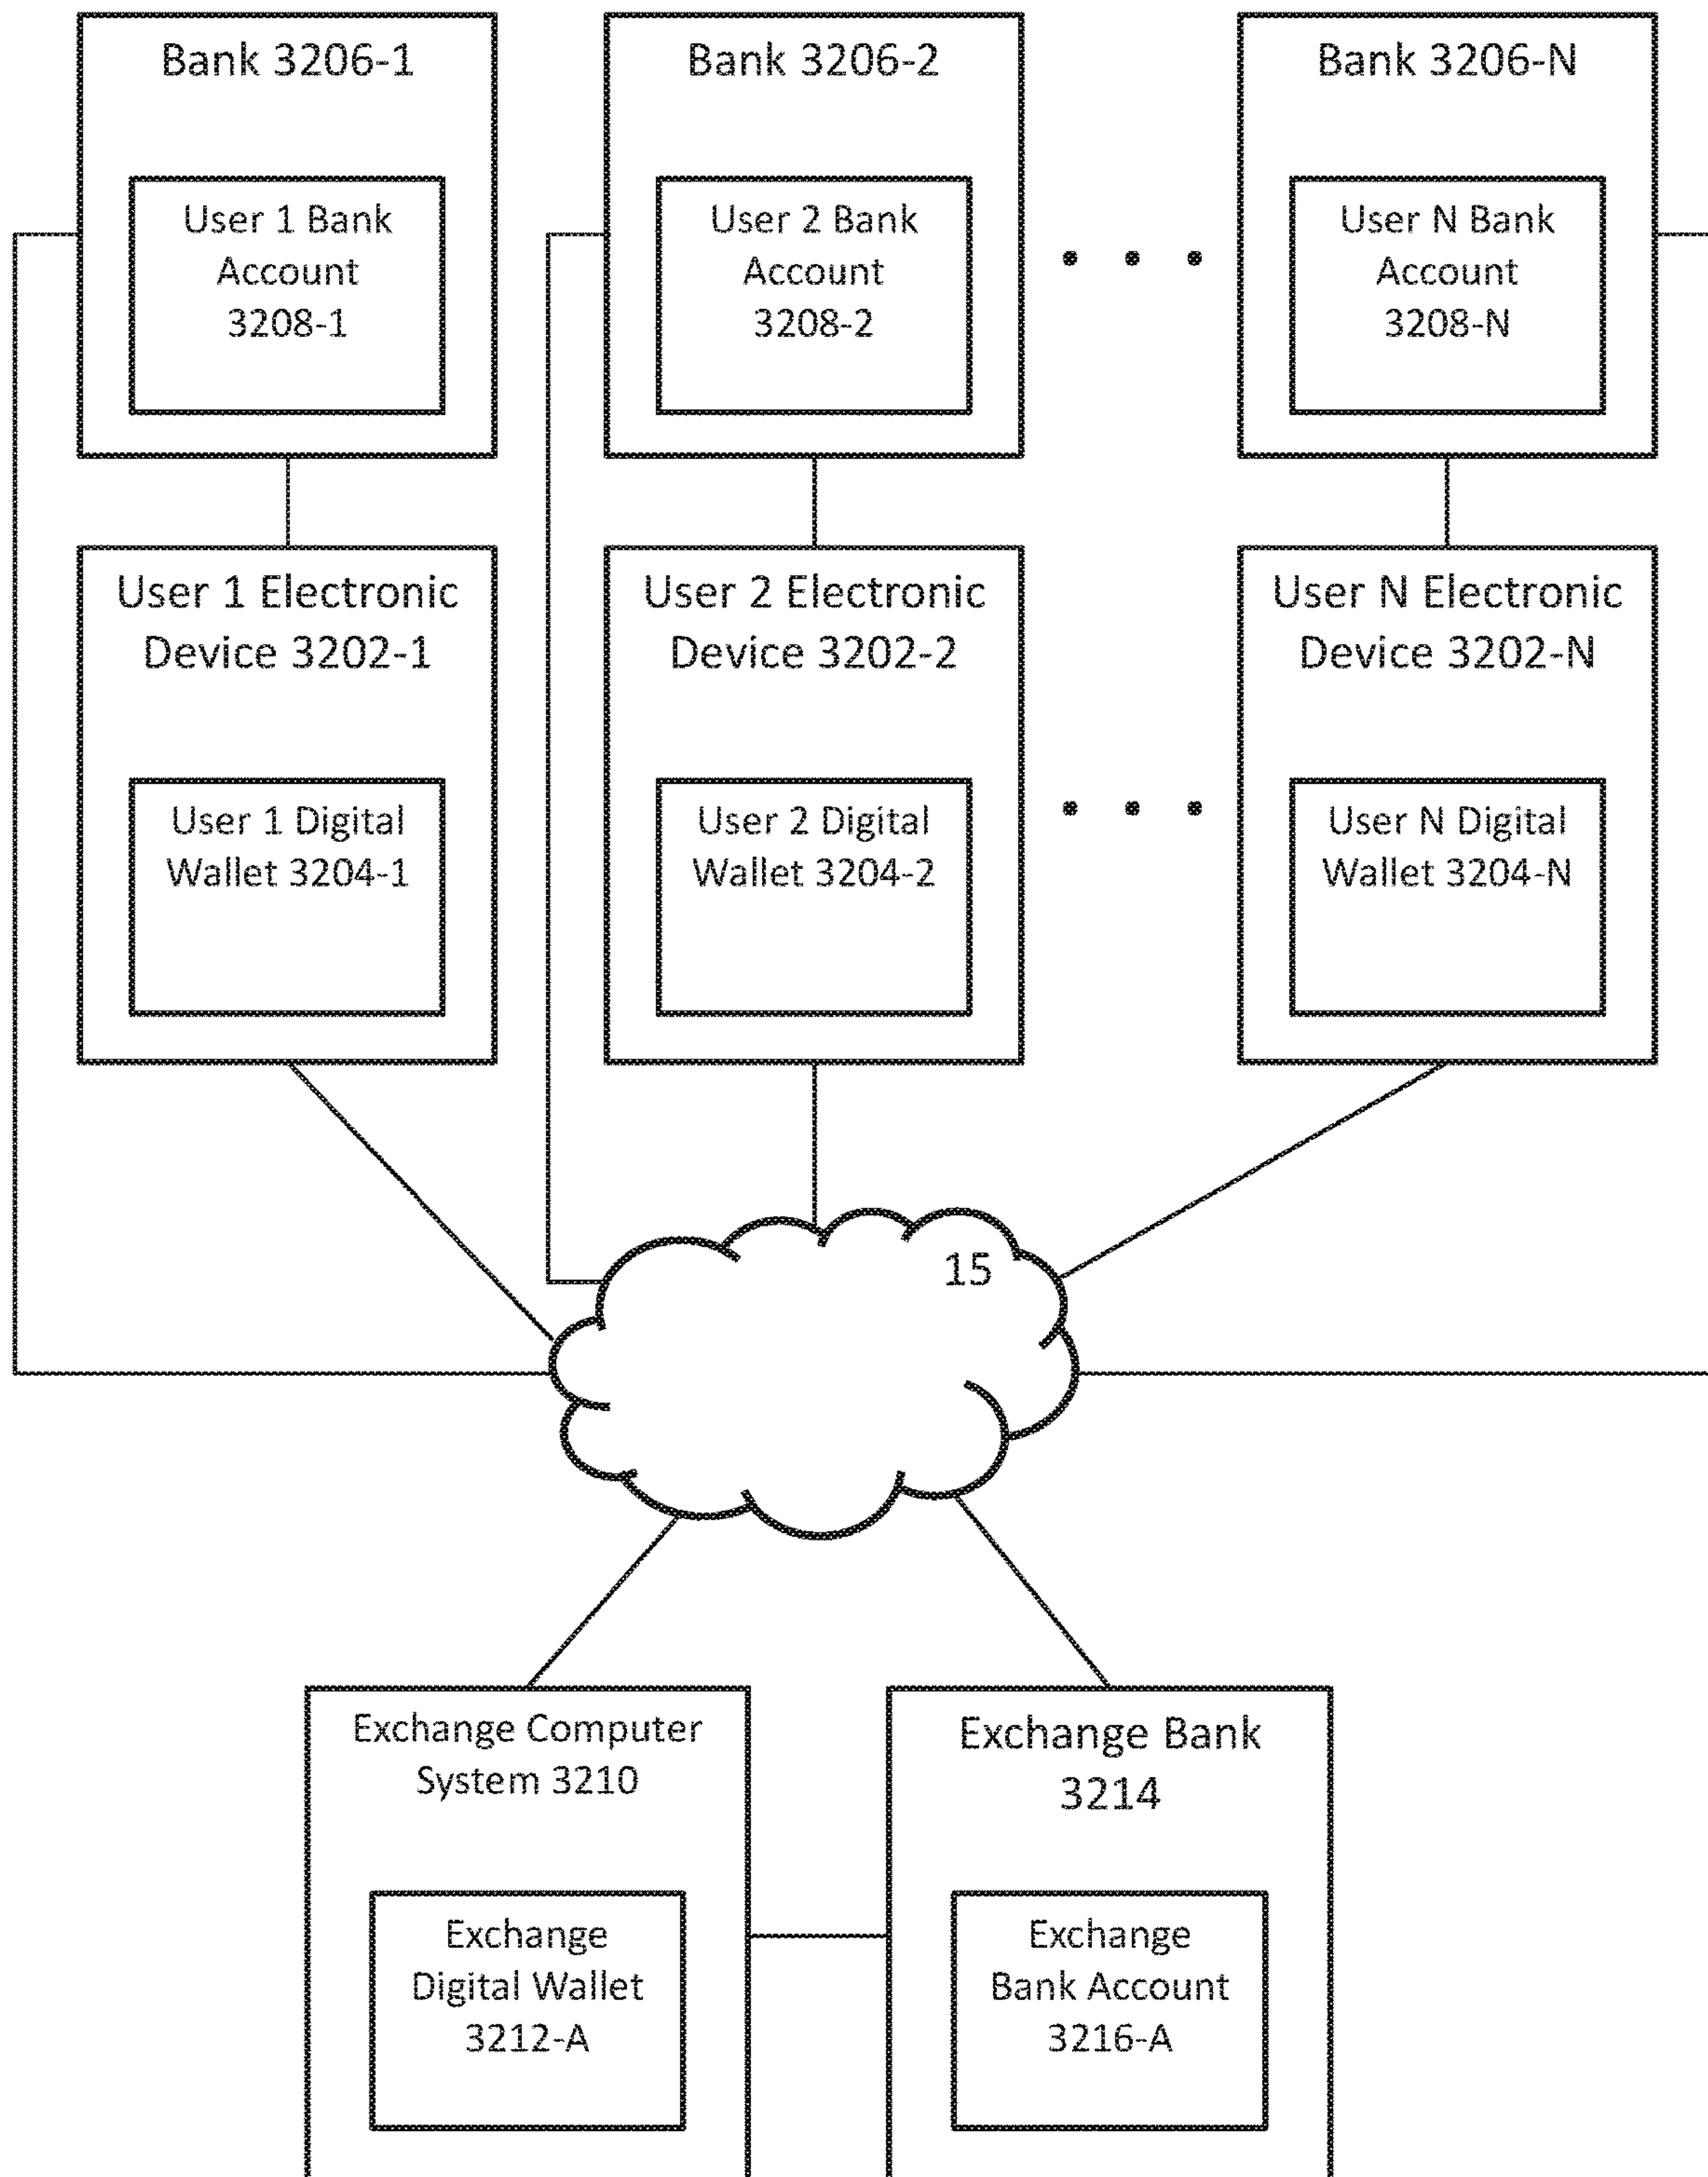 Bank 3206-1
User 1 Bank
Account
3208-1
Bank 3206-2
User 2 Bank
Account
3208-2
Bank 3206-N
User N Bank
Account
3208-N
User 1 Electronic
Device 3202-1
User 1 Digital
Wallet 3204-1
User 2 Electronic
Device 3202-2
User 2 Digital
Wallet 3204-2
User N Electronic
Device 3202-N
User N Digital
Wallet 3204-N
15
Exchange Computer
System 3210
Exchange
Digital Wallet
3212-A
Exchange Bank
3214
Exchange
Bank Account
3216-A